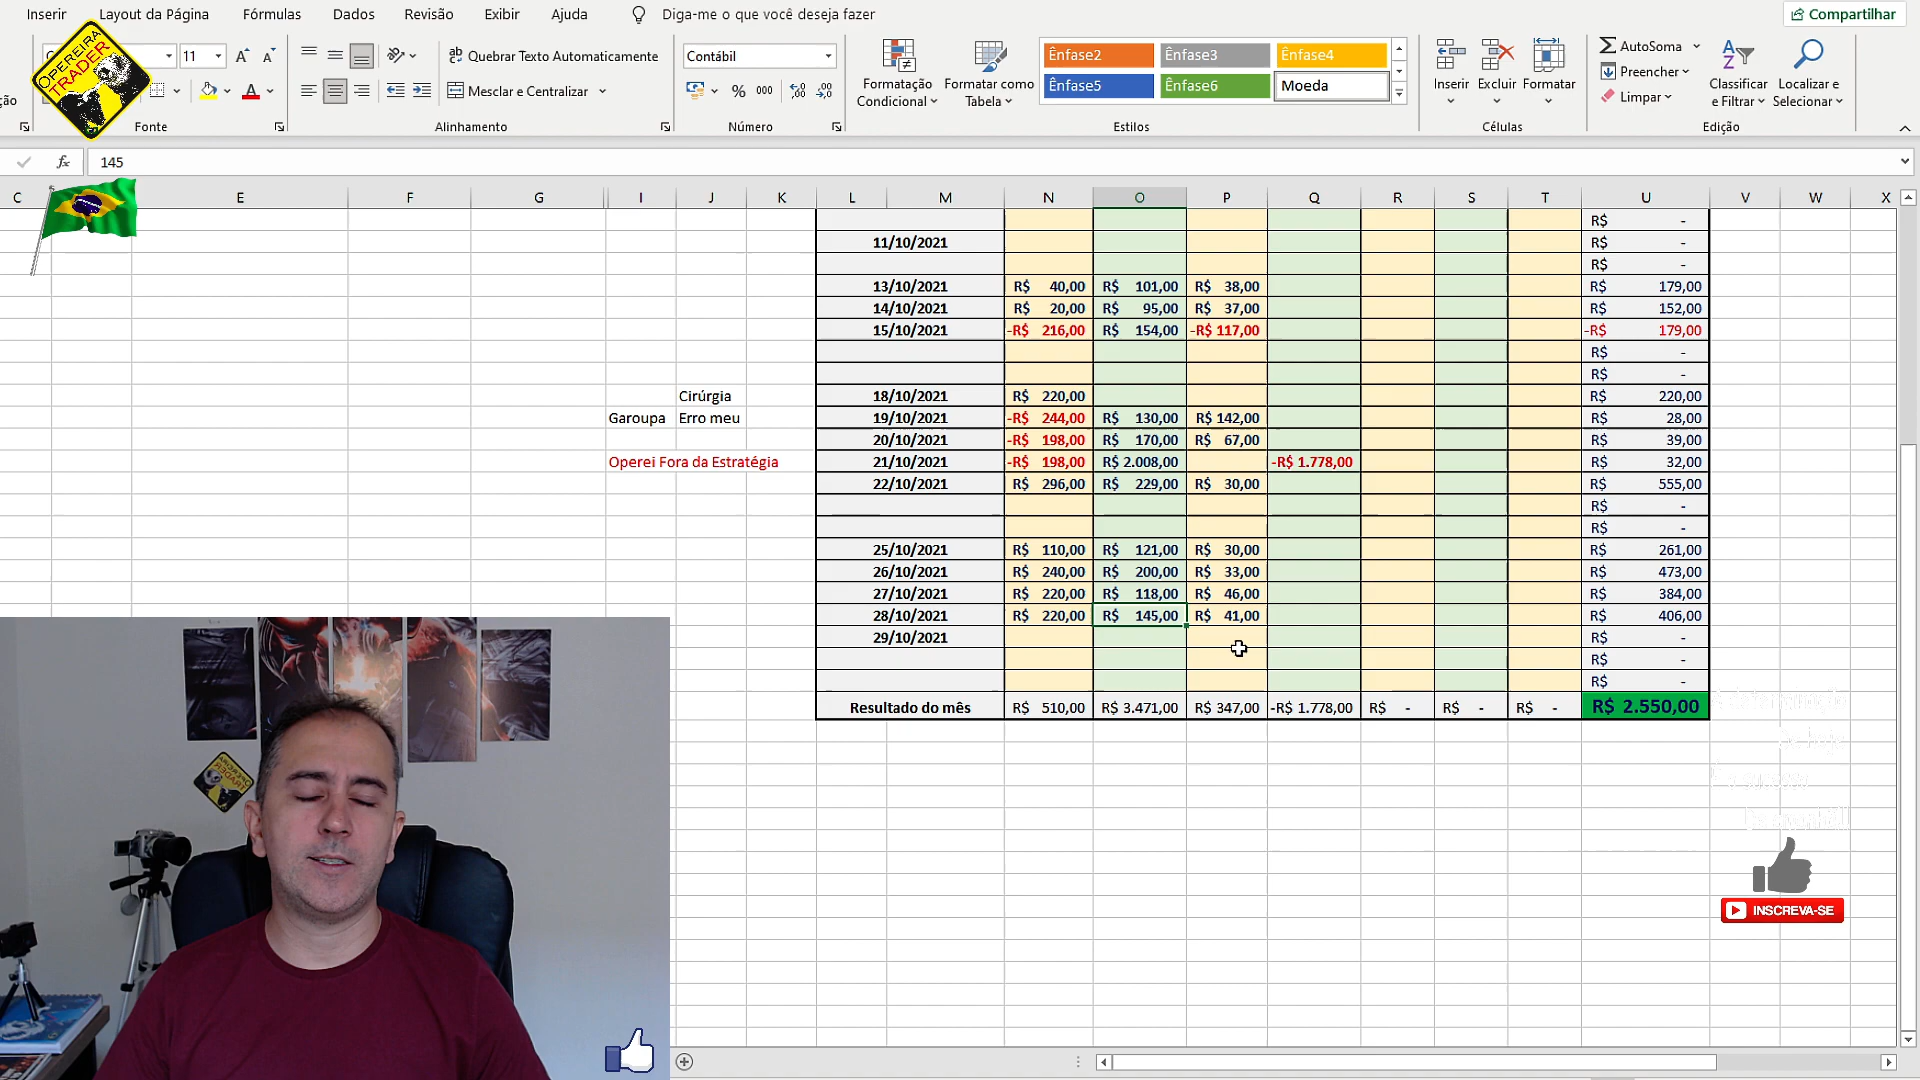 Inserir Layout da Página Fórmulas Dados Revisão Exibir Ajuda Diga-me o que você deseja fazer Compartilhar
11 Quebrar Texto Automaticamente Contábil Ênfase2 Ênfase3 Ênfase4 AutoSoma
Mesclar e Centralizar % 000 Formatação Condicional Formatar como Tabela Ênfase5 Ênfase6 Moeda Inserir Excluir Formatar Preencher Limpar Classificar e Filtrar Localizar e Selecionar
Fonte Alinhamento Número Estilos Células Edição
OPEREIRA
TRADER
fx 145
C E F G I J K L M N O P Q R S T U V W X
R$ -
11/10/2021 R$ -
R$ -
13/10/2021 R$ 40,00 R$ 101,00 R$ 38,00 R$ 179,00
14/10/2021 R$ 20,00 R$ 95,00 R$ 37,00 R$ 152,00
15/10/2021 -R$ 216,00 R$ 154,00 -R$ 117,00 -R$ 179,00
R$ -
R$ -
Cirúrgia 18/10/2021 R$ 220,00 R$ 220,00
Garoupa Erro meu 19/10/2021 -R$ 244,00 R$ 130,00 R$ 142,00 R$ 28,00
20/10/2021 -R$ 198,00 R$ 170,00 R$ 67,00 R$ 39,00
Operei Fora da Estratégia 21/10/2021 -R$ 198,00 R$ 2.008,00 -R$ 1.778,00 R$ 32,00
22/10/2021 R$ 296,00 R$ 229,00 R$ 30,00 R$ 555,00
R$ -
R$ -
25/10/2021 R$ 110,00 R$ 121,00 R$ 30,00 R$ 261,00
26/10/2021 R$ 240,00 R$ 200,00 R$ 33,00 R$ 473,00
27/10/2021 R$ 220,00 R$ 118,00 R$ 46,00 R$ 384,00
28/10/2021 R$ 220,00 R$ 145,00 R$ 41,00 R$ 406,00
29/10/2021 R$ -
R$ -
R$ -
Resultado do mês R$ 510,00 R$ 3.471,00 R$ 347,00 -R$ 1.778,00 R$ - R$ - R$ - R$ 2.550,00
INSCREVA-SE